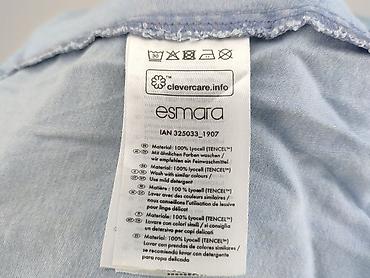 clevercare.info
esmara
IAN 325033_1907
Material: 100% Lyocell (TENCEL™)
Mit ähnlichen Farben waschen /
wir empfehlen ein Feinwaschmittel
Material: 100% Lyocell (TENCEL™)
Wash with similar colours /
Use mild detergent
Matière : 100 % Lyocell (TENCEL™)
Laver avec des couleurs similaires /
nous conseillons l'utilisation de lessive
pour linge délicat
Materiale: 100% Lyocell (TENCEL™)
Lavare con colori simili / si consiglia
un detersivo per capi delicati
Material: 100% Lyocell (TENCEL™)
Lavar con prendas de colores similares /
se recomienda lavar con detergente
para ropa delicada